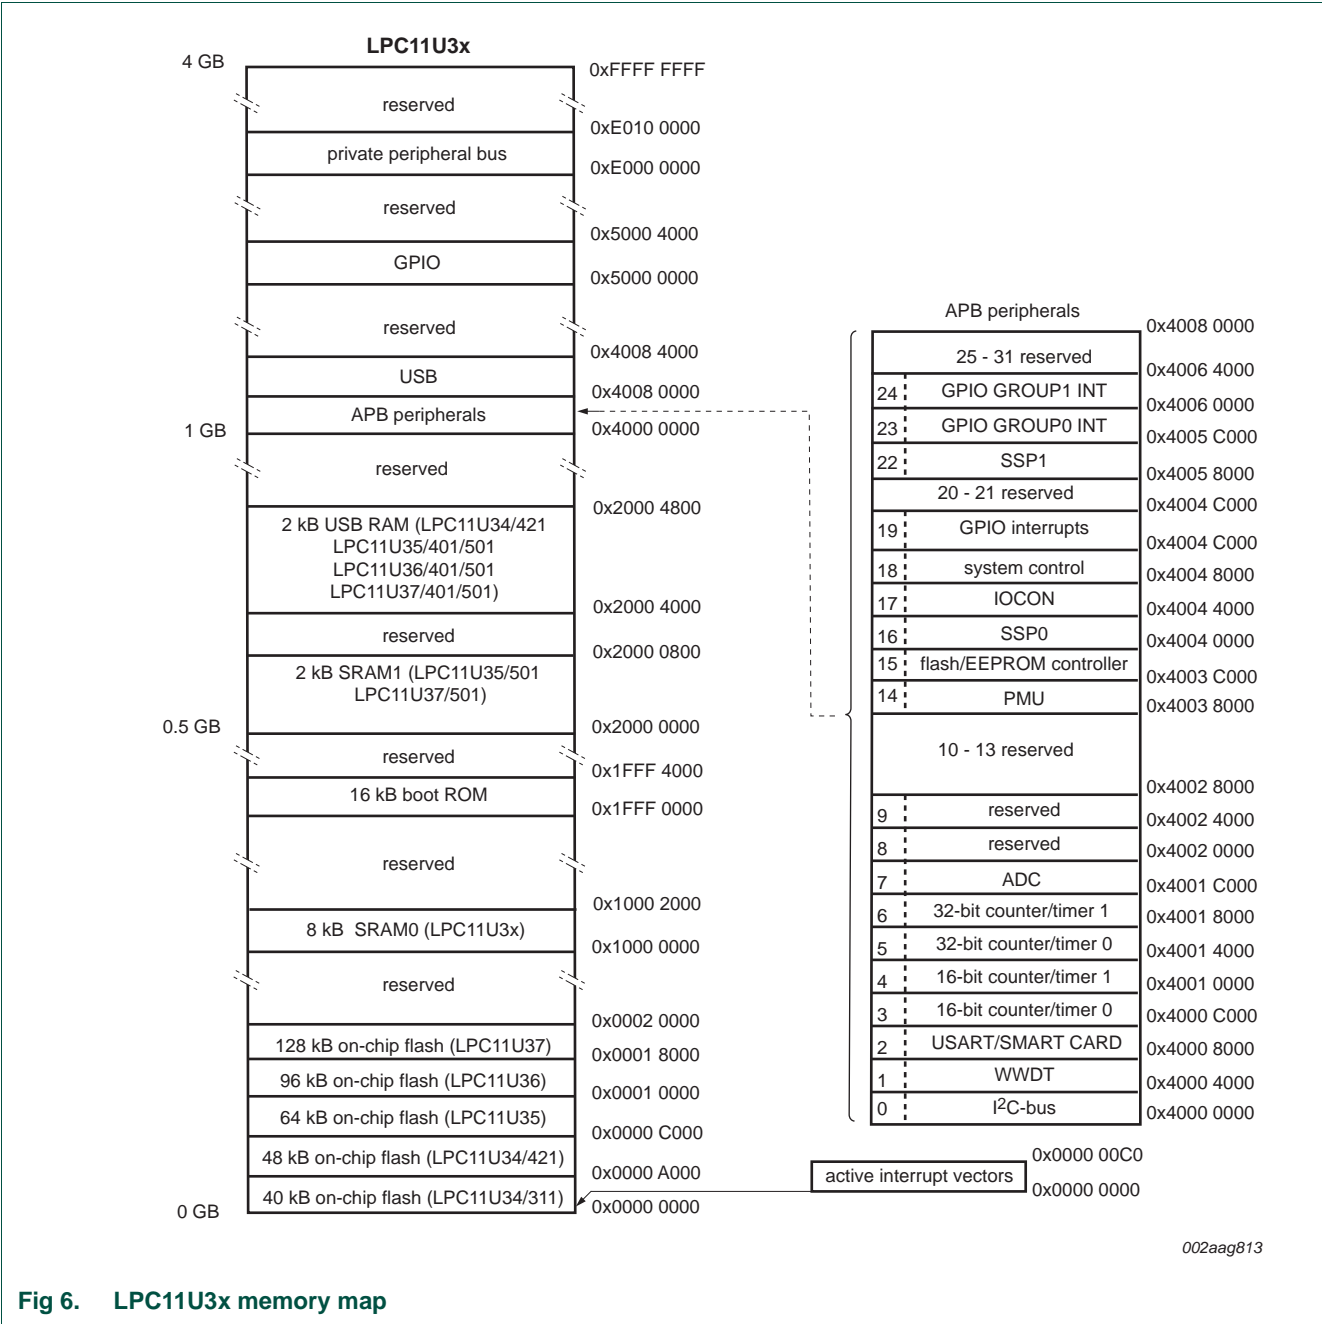 LPC11U3x
4 GB
0xFFFF FFFF
reserved
0xE010 0000
private peripheral bus
0xE000 0000
reserved
0x5000 4000
GPIO
0x5000 0000
reserved
0x4008 4000
USB
0x4008 0000
APB peripherals
1 GB
0x4000 0000
reserved
0x2000 4800
2 kB USB RAM (LPC11U34/421
LPC11U35/401/501
LPC11U36/401/501
LPC11U37/401/501)
0x2000 4000
reserved
0x2000 0800
2 kB SRAM1 (LPC11U35/501
LPC11U37/501)
0.5 GB
0x2000 0000
reserved
0x1FFF 4000
16 kB boot ROM
0x1FFF 0000
reserved
0x1000 2000
8 kB SRAM0 (LPC11U3x)
0x1000 0000
reserved
0x0002 0000
128 kB on-chip flash (LPC11U37)
0x0001 8000
96 kB on-chip flash (LPC11U36)
0x0001 0000
64 kB on-chip flash (LPC11U35)
0x0000 C000
48 kB on-chip flash (LPC11U34/421)
0x0000 A000
40 kB on-chip flash (LPC11U34/311)
0 GB
0x0000 0000
APB peripherals
0x4008 0000
25 - 31 reserved
0x4006 4000
24 GPIO GROUP1 INT
0x4006 0000
23 GPIO GROUP0 INT
0x4005 C000
22 SSP1
0x4005 8000
20 - 21 reserved
0x4004 C000
19 GPIO interrupts
0x4004 C000
18 system control
0x4004 8000
17 IOCON
0x4004 4000
16 SSP0
0x4004 0000
15 flash/EEPROM controller
0x4003 C000
14 PMU
0x4003 8000
10 - 13 reserved
0x4002 8000
9 reserved
0x4002 4000
8 reserved
0x4002 0000
7 ADC
0x4001 C000
6 32-bit counter/timer 1
0x4001 8000
5 32-bit counter/timer 0
0x4001 4000
4 16-bit counter/timer 1
0x4001 0000
3 16-bit counter/timer 0
0x4000 C000
2 USART/SMART CARD
0x4000 8000
1 WWDT
0x4000 4000
0 I2C-bus
0x4000 0000
0x0000 00C0
active interrupt vectors
0x0000 0000
002aag813
Fig 6. LPC11U3x memory map